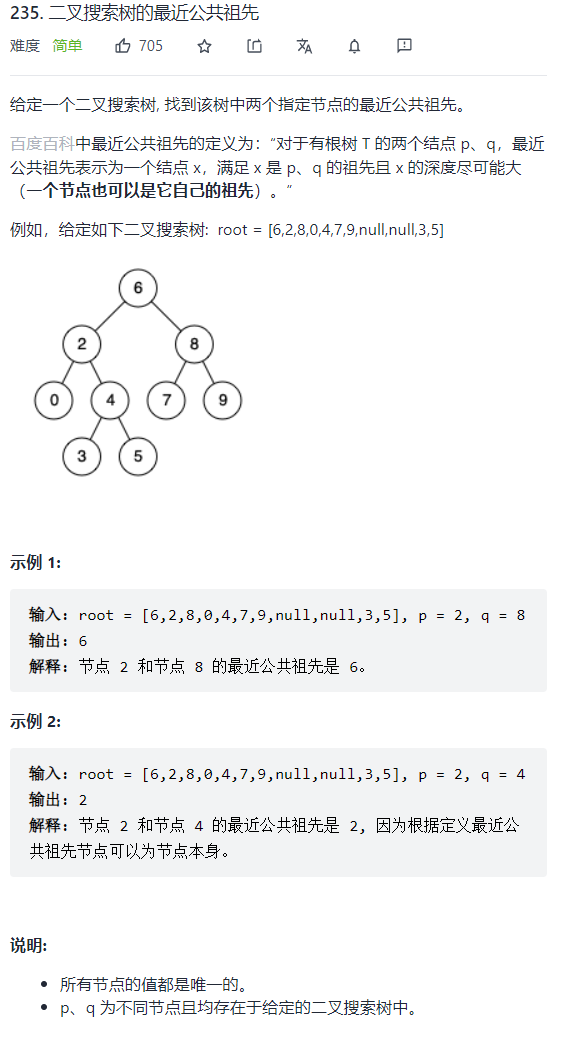 235. 二叉搜索树的最近公共祖先
难度 简单 705
给定一个二叉搜索树, 找到该树中两个指定节点的最近公共祖先。
百度百科中最近公共祖先的定义为：“对于有根树 T 的两个结点 p、q，最近
公共祖先表示为一个结点 x，满足 x 是 p、q 的祖先且 x 的深度尽可能大
（一个节点也可以是它自己的祖先）。”
例如，给定如下二叉搜索树: root = [6,2,8,0,4,7,9,null,null,3,5]
6
2 8
0 4 7 9
3 5
示例 1:
输入: root = [6,2,8,0,4,7,9,null,null,3,5], p = 2, q = 8
输出: 6
解释: 节点 2 和节点 8 的最近公共祖先是 6。
示例 2:
输入: root = [6,2,8,0,4,7,9,null,null,3,5], p = 2, q = 4
输出: 2
解释: 节点 2 和节点 4 的最近公共祖先是 2, 因为根据定义最近公
共祖先节点可以为节点本身。
说明:
• 所有节点的值都是唯一的。
• p、q 为不同节点且均存在于给定的二叉搜索树中。